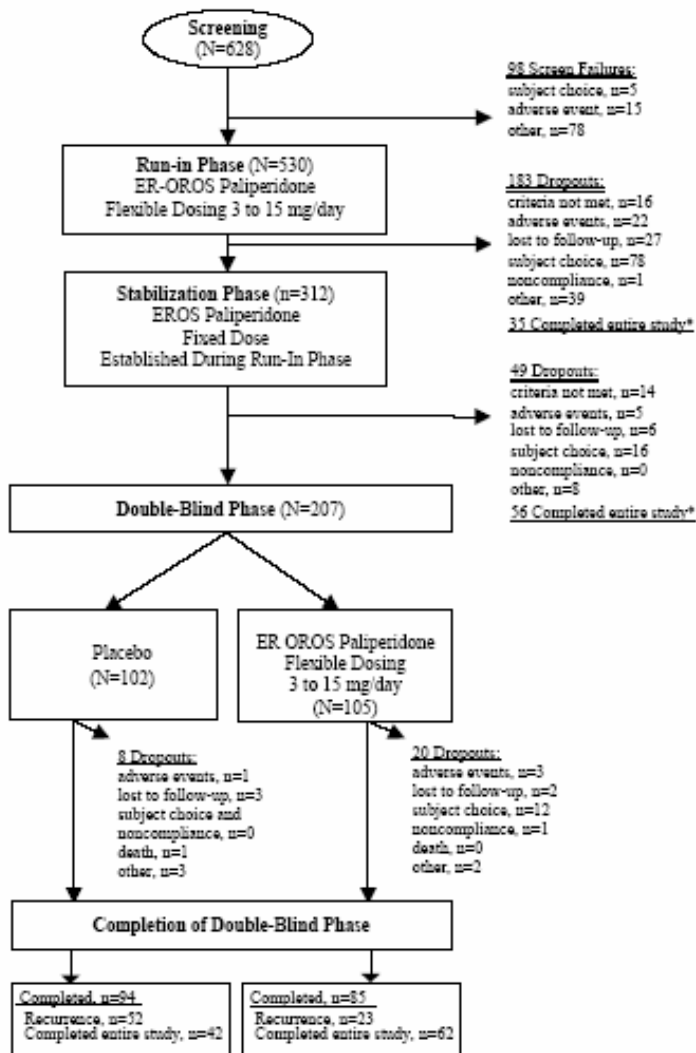 Screening
(N=628)
98 Screen Failures:
subject choice, n=5
adverse event, n=15
other, n=78
Run-in Phase (N=530)
ER-OROS Paliperidone
Flexible Dosing 3 to 15 mg/day
183 Dropouts:
criteria not met, n=16
adverse events, n=22
lost to follow-up, n=27
subject choice, n=78
noncompliance, n=1
other, n=39
35 Completed entire study*
Stabilization Phase (n=312)
EROS Paliperidone
Fixed Dose
Established During Run-In Phase
49 Dropouts:
criteria not met, n=14
adverse events, n=5
lost to follow-up, n=6
subject choice, n=16
noncompliance, n=0
other, n=8
56 Completed entire study*
Double-Blind Phase (N=207)
Placebo
(N=102)
ER OROS Paliperidone
Flexible Dosing
3 to 15 mg/day
(N=105)
8 Dropouts:
adverse events, n=1
lost to follow-up, n=3
subject choice and
noncompliance, n=0
death, n=1
other, n=3
20 Dropouts:
adverse events, n=3
lost to follow-up, n=2
subject choice, n=12
noncompliance, n=1
death, n=0
other, n=2
Completion of Double-Blind Phase
Completed, n=94
Recurrence, n=52
Completed entire study, n=42
Completed, n=85
Recurrence, n=23
Completed entire study, n=62